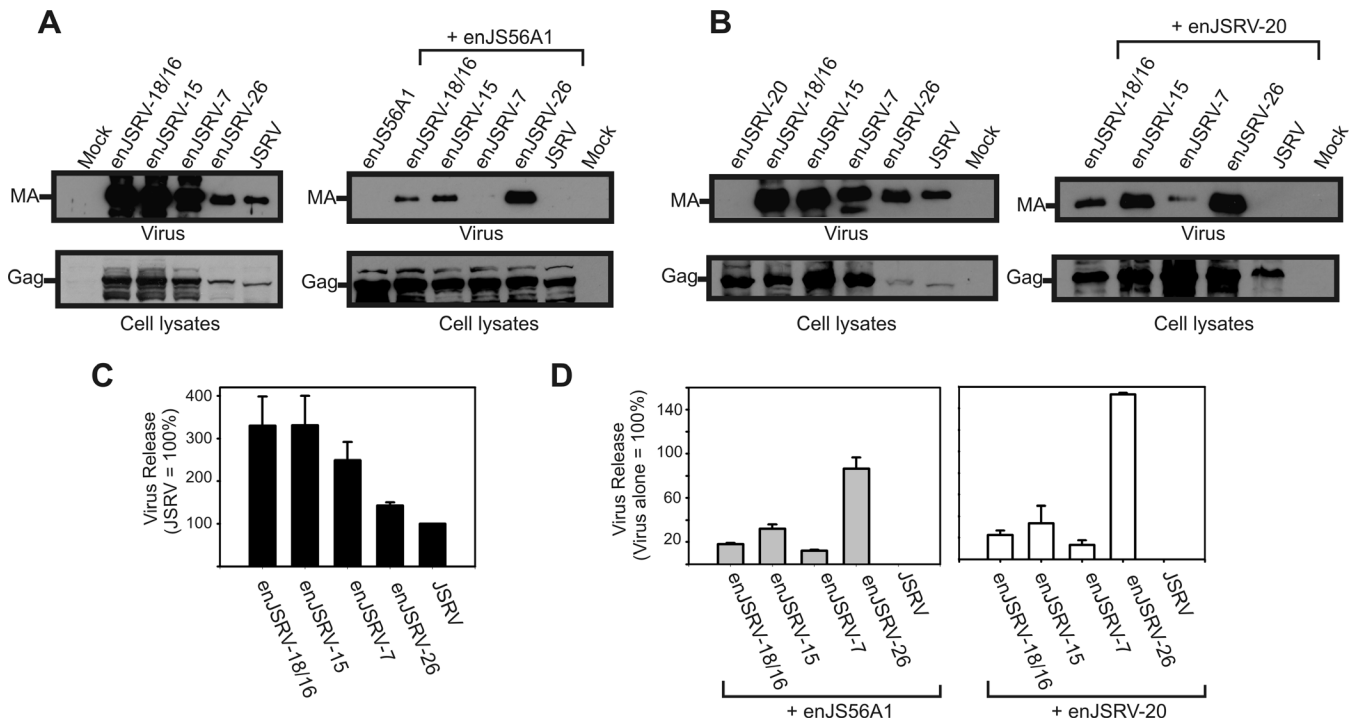 A
+ enJS56A1
Mock
enJSRV-18/16
enJSRV-15
enJSRV-7
enJSRV-26
JSRV
enJS56A1
enJSRV-18/16
enJSRV-15
enJSRV-7
enJSRV-26
JSRV
Mock
MA
Virus
MA
Virus
Gag
Cell lysates
Gag
Cell lysates
B
+ enJSRV-20
enJSRV-20
enJSRV-18/16
enJSRV-15
enJSRV-7
enJSRV-26
JSRV
Mock
enJSRV-18/16
enJSRV-15
enJSRV-7
enJSRV-26
JSRV
Mock
MA
Virus
MA
Virus
Gag
Cell lysates
Gag
Cell lysates
C
Virus Release
(JSRV = 100%)
400
300
200
100
enJSRV-18/16
enJSRV-15
enJSRV-7
enJSRV-26
JSRV
D
Virus Release
(Virus alone = 100%)
140
100
60
20
enJSRV-18/16
enJSRV-15
enJSRV-7
enJSRV-26
JSRV
+ enJS56A1
enJSRV-18/16
enJSRV-15
enJSRV-7
enJSRV-26
JSRV
+ enJSRV-20